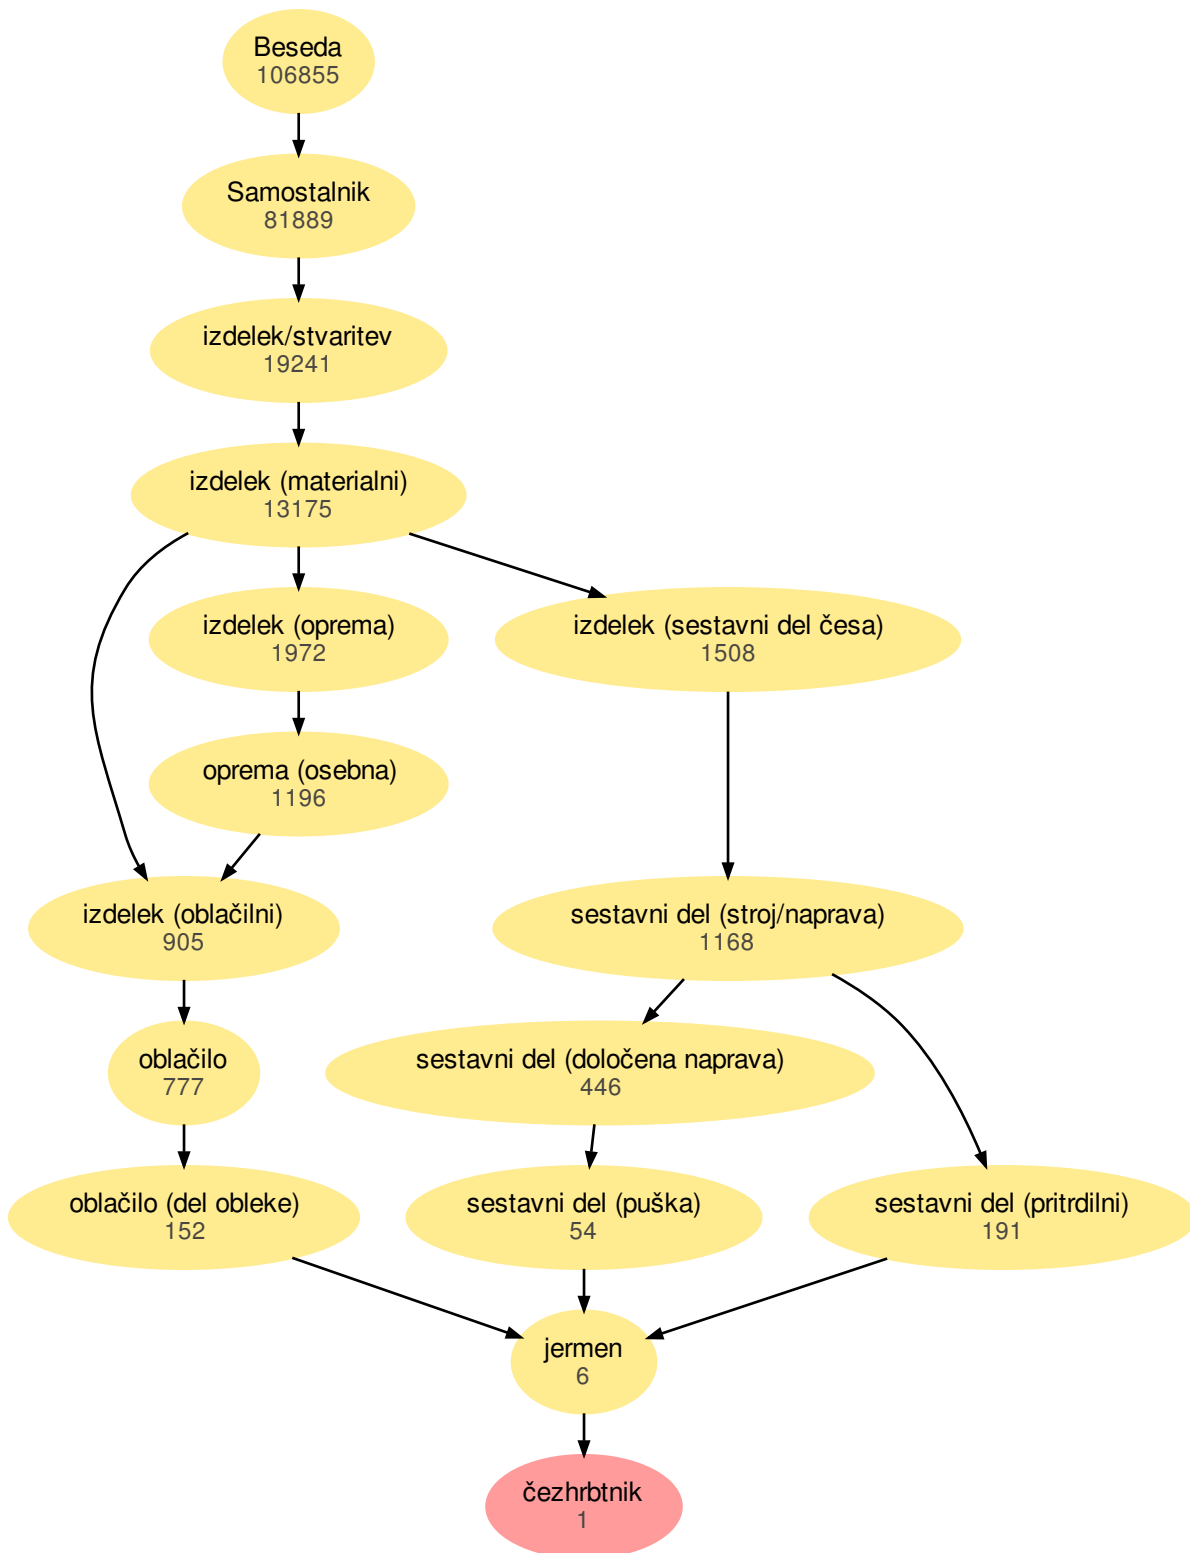 Beseda
106855
Samostalnik
81889
izdelek/stvaritev
19241
izdelek (materialni)
13175
izdelek (oprema)
1972
izdelek (sestavni del česa)
1508
oprema (osebna)
1196
izdelek (oblačilni)
905
sestavni del (stroj/naprava)
1168
oblačilo
777
sestavni del (določena naprava)
446
oblačilo (del obleke)
152
sestavni del (puška)
54
sestavni del (pritrdilni)
191
jermen
6
čezhrbtnik
1